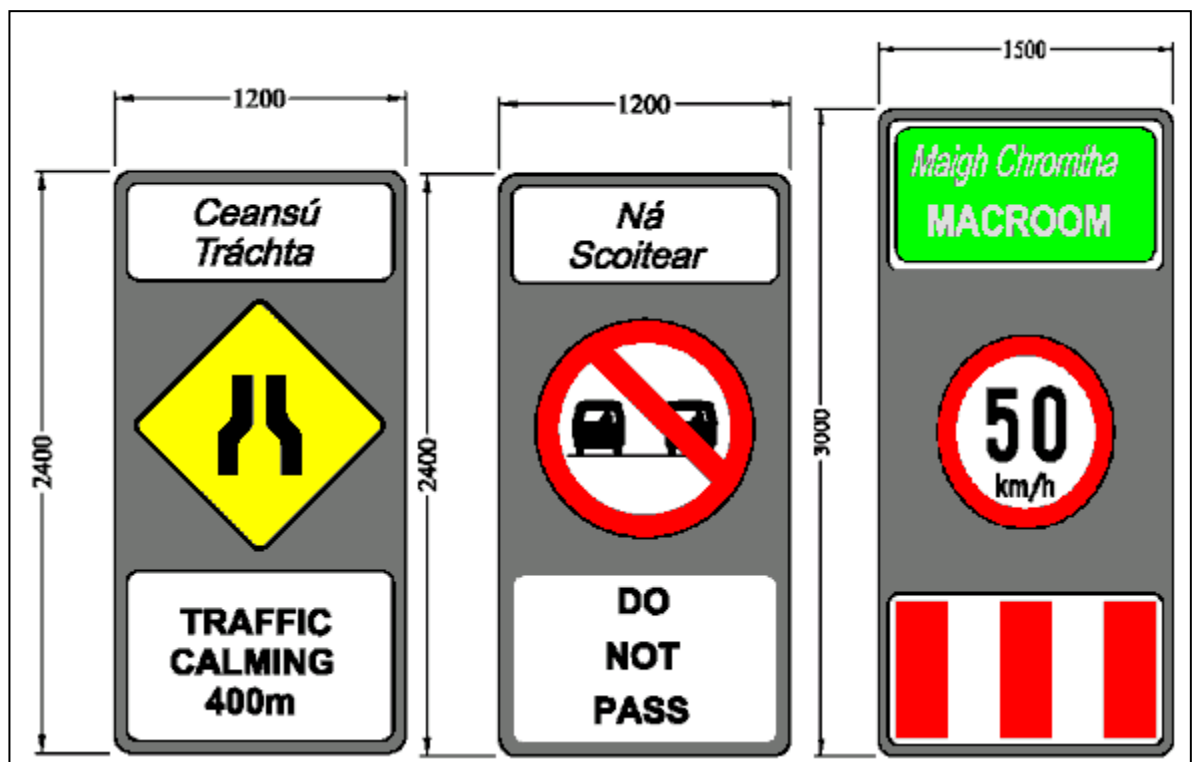 1200
2400
Ceansú
Tráchta
TRAFFIC
CALMING
400m
1200
2400
Ná
Scoitear
DO
NOT
PASS
1500
3000
Maigh Chromtha
MACROOM
50
km/h